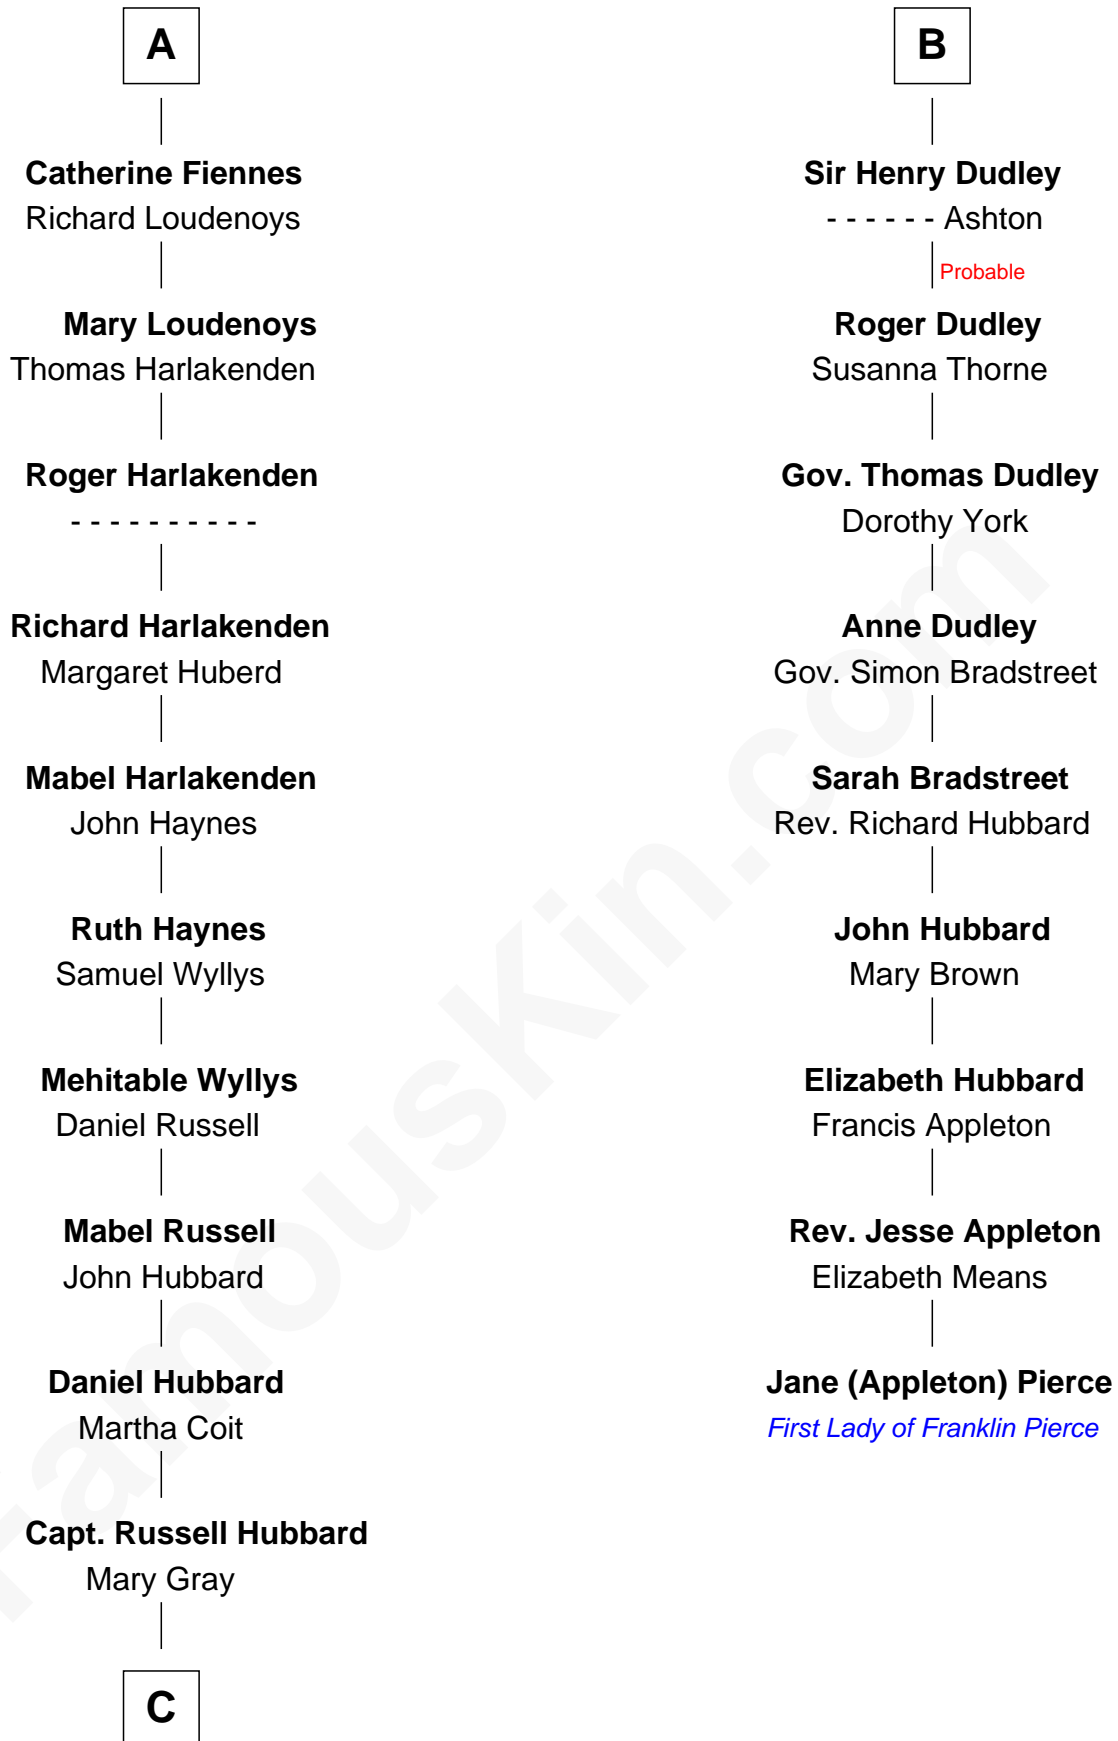 A
Catherine Fiennes
Richard Loudenoys
Mary Loudenoys
Thomas Harlakenden
Roger Harlakenden
- - - - - - - - - -
Richard Harlakenden
Margaret Huberd
Mabel Harlakenden
John Haynes
Ruth Haynes
Samuel Wyllys
Mehitable Wyllys
Daniel Russell
Mabel Russell
John Hubbard
Daniel Hubbard
Martha Coit
Capt. Russell Hubbard
Mary Gray
C
B
Sir Henry Dudley
- - - - - - Ashton
Probable
Roger Dudley
Susanna Thorne
Gov. Thomas Dudley
Dorothy York
Anne Dudley
Gov. Simon Bradstreet
Sarah Bradstreet
Rev. Richard Hubbard
John Hubbard
Mary Brown
Elizabeth Hubbard
Francis Appleton
Rev. Jesse Appleton
Elizabeth Means
Jane (Appleton) Pierce
First Lady of Franklin Pierce
FamousKin.com